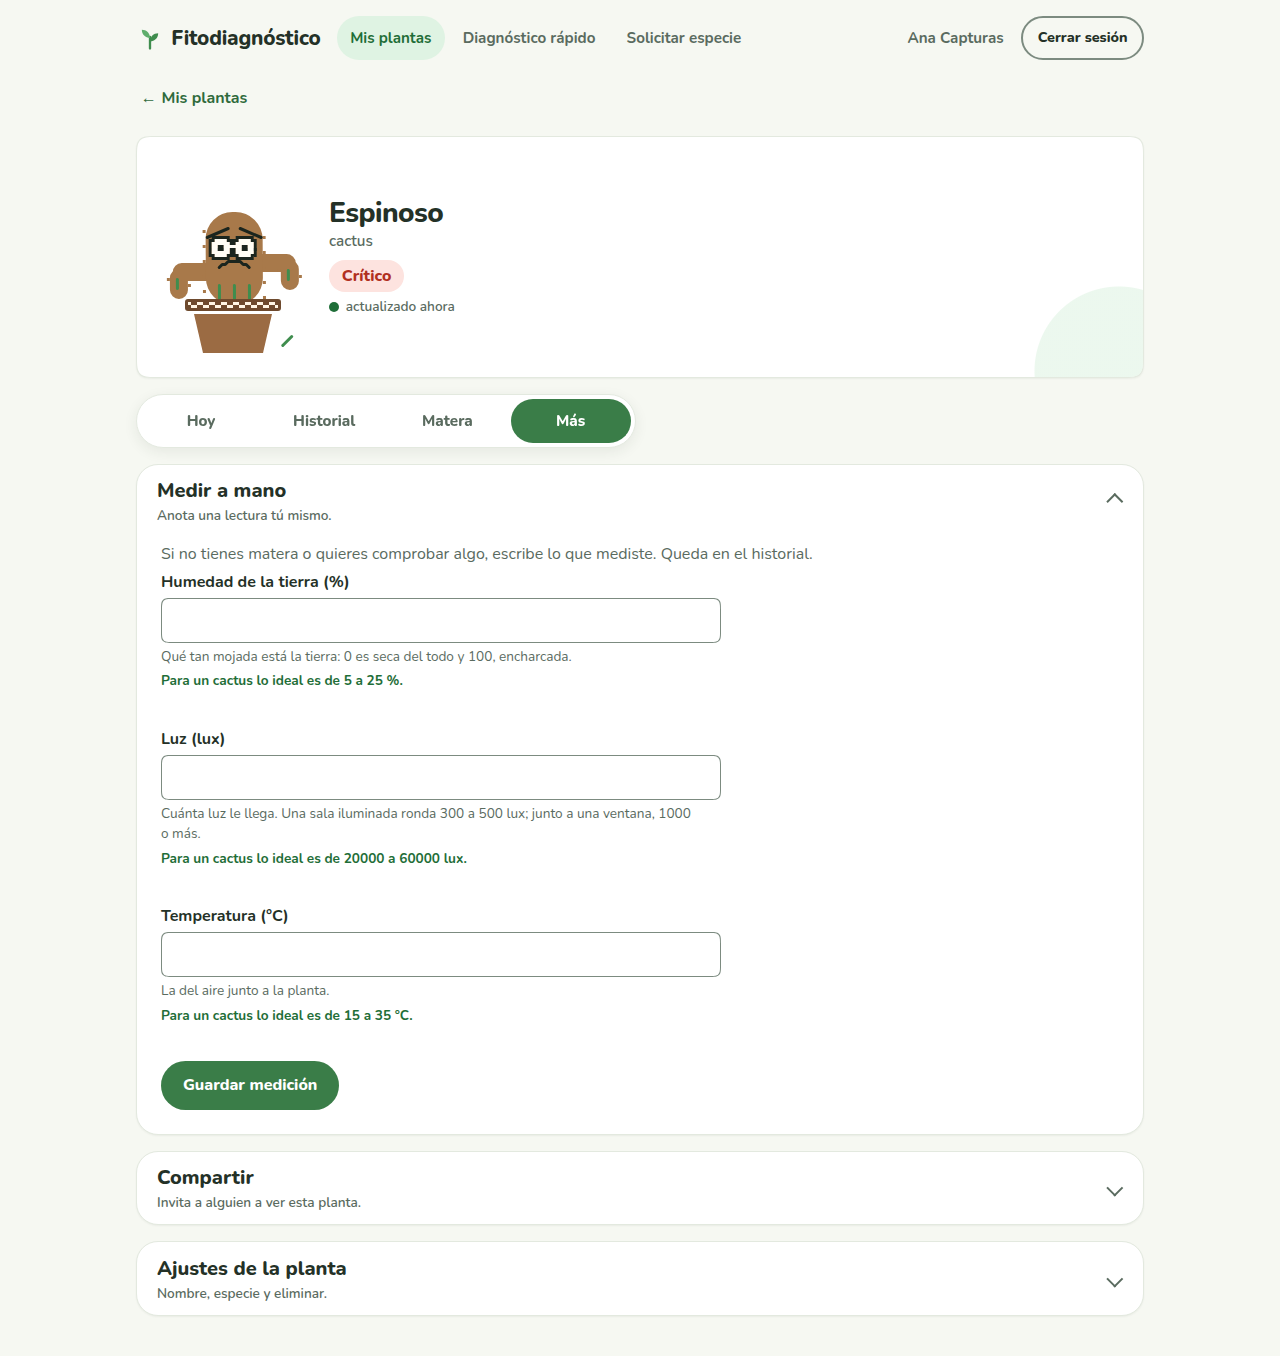 Fitodiagnóstico
Mis plantas
Diagnóstico rápido
Solicitar especie
Ana Capturas
Cerrar sesión
← Mis plantas
Espinoso
cactus
Crítico
actualizado ahora
Hoy
Historial
Matera
Más
Medir a mano
Anota una lectura tú mismo.
Si no tienes matera o quieres comprobar algo, escribe lo que mediste. Queda en el historial.
Humedad de la tierra (%)
Qué tan mojada está la tierra: 0 es seca del todo y 100, encharcada.
Para un cactus lo ideal es de 5 a 25 %.
Luz (lux)
Cuánta luz le llega. Una sala iluminada ronda 300 a 500 lux; junto a una ventana, 1000
o más.
Para un cactus lo ideal es de 20000 a 60000 lux.
Temperatura (°C)
La del aire junto a la planta.
Para un cactus lo ideal es de 15 a 35 °C.
Guardar medición
Compartir
Invita a alguien a ver esta planta.
Ajustes de la planta
Nombre, especie y eliminar.